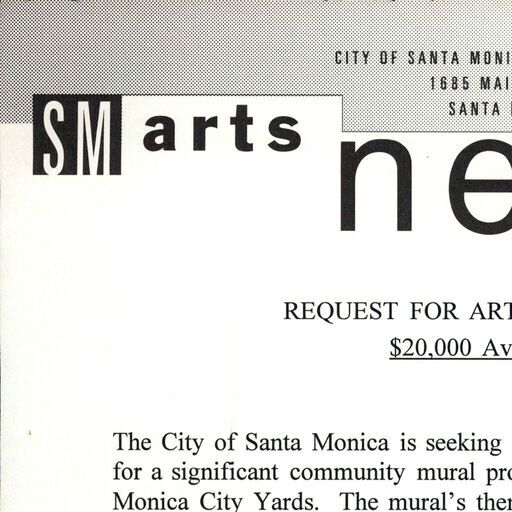 CITY OF SANTA MONI
1685 MAI
SANTA
SM arts
ne
REQUEST FOR ART
$20,000 Av
The City of Santa Monica is seeking
for a significant community mural pro
Monica City Yards. The mural's ther